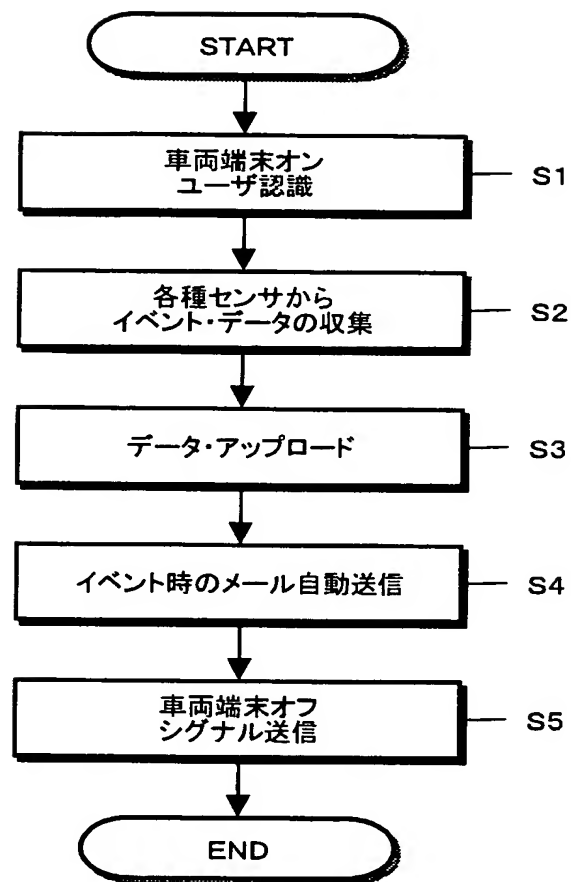 START
車両端末オン
ユーザ認識
S1
各種センサから
イベント・データの収集
S2
データ・アップロード
S3
イベント時のメール自動送信
S4
車両端末オフ
シグナル送信
S5
END